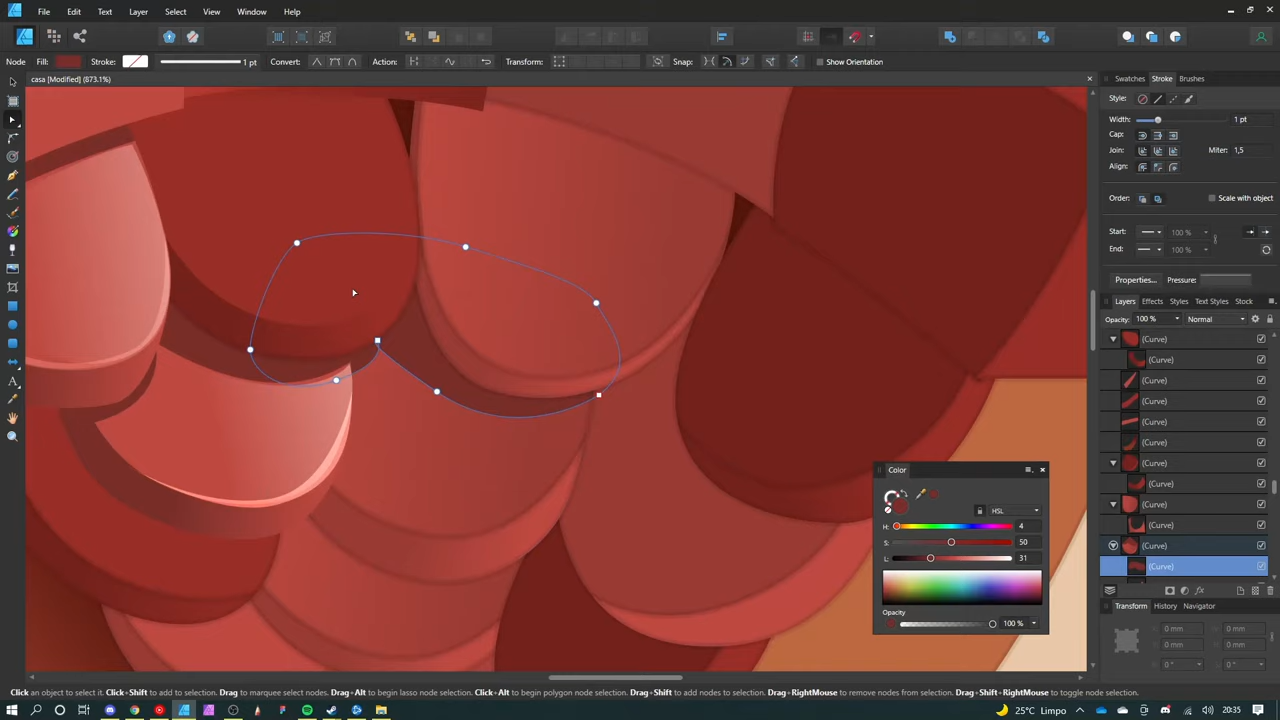 File Edit Text Layer Select View Window Help
Node Fill: Stroke: 1 pt Convert: Action: Transform: Snap: Show Orientation
casa [Modified] (873.1%)
Swatches Stroke Brushes
Style:
Width: 1 pt
Cap:
Join: Miter: 1,5
Align:
Order: Scale with object
Start: 100 %
End: 100 %
Properties... Pressure:
Layers Effects Styles Text Styles Stock
Opacity: 100 % Normal
(Curve)
(Curve)
(Curve)
(Curve)
(Curve)
(Curve)
(Curve)
(Curve)
(Curve)
(Curve)
(Curve)
(Curve)
Color
HSL
H: 4
S: 50
L: 31
Opacity
100 %
Transform History Navigator
X: 0 mm W: 0 mm
Y: 0 mm H: 0 mm
Click an object to select it. Click+Shift to add to selection. Drag to marquee select nodes. Drag+Alt to begin lasso node selection. Click+Alt to begin polygon node selection. Drag+Shift to add nodes to selection. Drag+RightMouse to remove nodes from selection. Drag+Shift+RightMouse to toggle node selection.
25°C Limpo 20:35